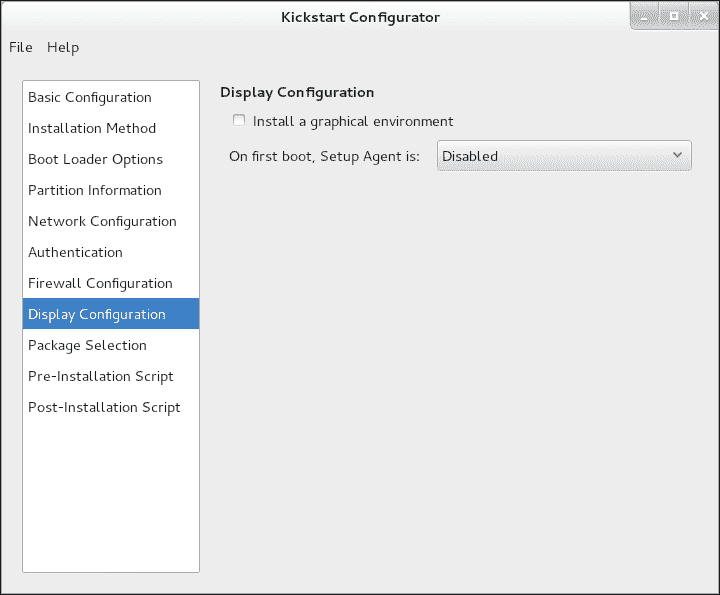 Kickstart Configurator
File Help
Basic Configuration
Installation Method
Boot Loader Options
Partition Information
Network Configuration
Authentication
Firewall Configuration
Display Configuration
Package Selection
Pre-Installation Script
Post-Installation Script
Display Configuration
Install a graphical environment
On first boot, Setup Agent is: Disabled